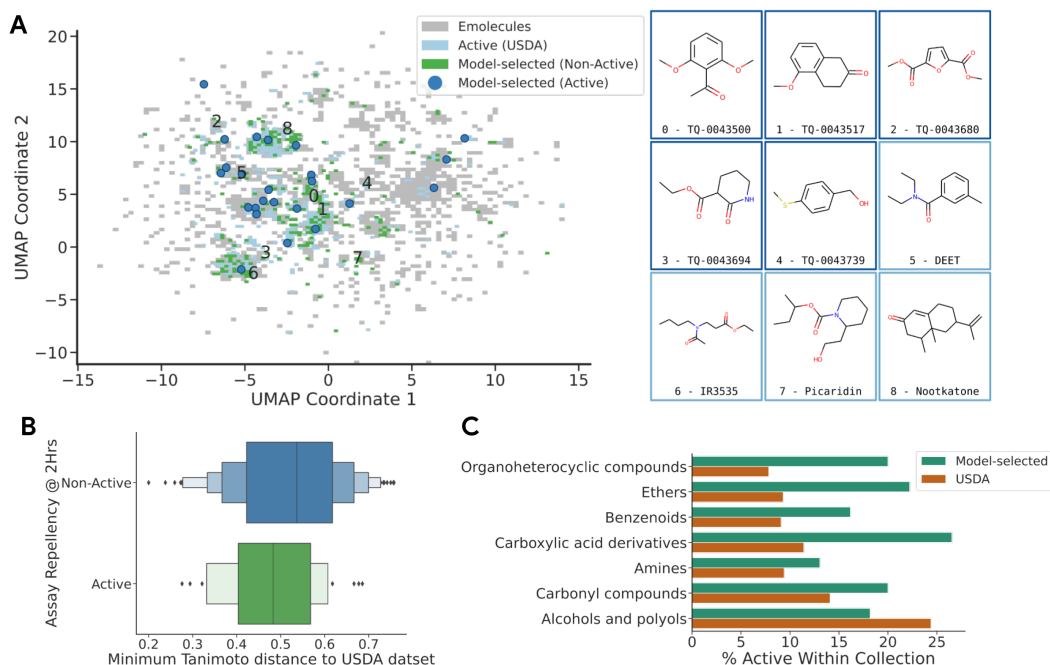 A
UMAP Coordinate 2
20
15
10
5
0
−5
−10
−15
−10
−5
0
5
10
15
UMAP Coordinate 1
Emolecules
Active (USDA)
Model-selected (Non-Active)
Model-selected (Active)
2
8
5
4
0
1
3
7
6
O
O
O
0 - TQ-0043500
O
O
1 - TQ-0043517
O
O
O
O
O
2 - TQ-0043680
O
O
O
NH
3 - TQ-0043694
S
OH
4 - TQ-0043739
N
O
5 - DEET
N
O
O
O
6 - IR3535
O
O
N
HO
7 - Picaridin
O
8 - Nootkatone
B
Assay Repellency @ 2Hrs
Non-Active
Active
0.2
0.3
0.4
0.5
0.6
0.7
Minimum Tanimoto distance to USDA datset
C
Organoheterocyclic compounds
Ethers
Benzenoids
Carboxylic acid derivatives
Amines
Carbonyl compounds
Alcohols and polyols
Model-selected
USDA
0
5
10
15
20
25
% Active Within Collection